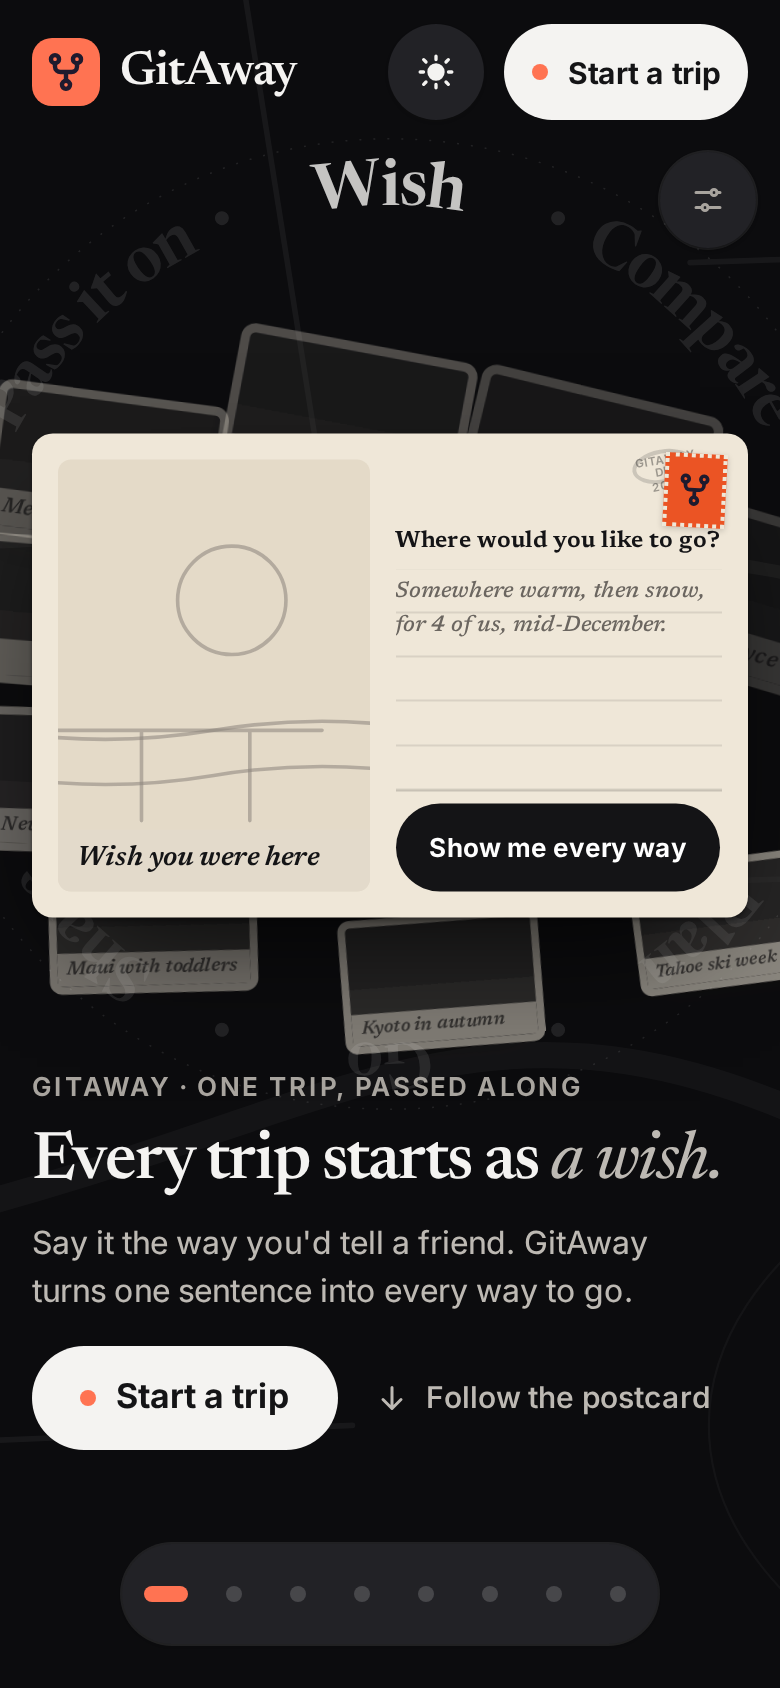 GitAway
Start a trip
Wish
Pass it on
Compare
Where would you like to go?
Somewhere warm, then snow,
for 4 of us, mid-December.
Wish you were here
Show me every way
Maui with toddlers
Kyoto in autumn
Tahoe ski week
Plan
Go
GITAWAY · ONE TRIP, PASSED ALONG
Every trip starts as a wish.
Say it the way you'd tell a friend. GitAway
turns one sentence into every way to go.
Start a trip
Follow the postcard